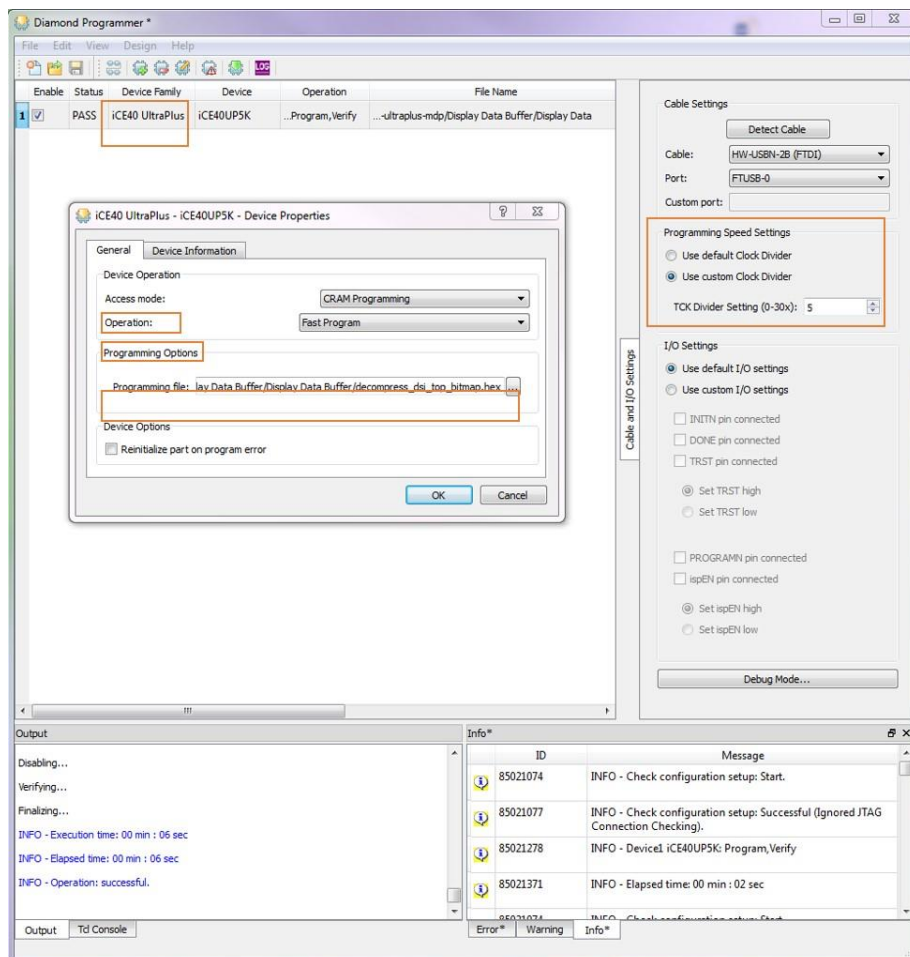 Diamond Programmer *
File Edit View Design Help
LOG
Enable Status Device Family Device Operation File Name
1 PASS iCE40 UltraPlus iCE40UP5K ...Program,Verify ...-ultraplus-mdp/Display Data Buffer/Display Data
iCE40 UltraPlus - iCE40UP5K - Device Properties
General Device Information
Device Operation
Access mode: CRAM Programming
Operation: Fast Program
Programming Options
Programming file: lay Data Buffer/Display Data Buffer/decompress_dsi_top_bitmap.hex ...
Device Options
Reinitialize part on program error
OK Cancel
Cable and I/O Settings
Cable Settings
Detect Cable
Cable: HW-USBN-2B (FTDI)
Port: FTUSB-0
Custom port:
Programming Speed Settings
Use default Clock Divider
Use custom Clock Divider
TCK Divider Setting (0-30x): 5
I/O Settings
Use default I/O settings
Use custom I/O settings
INITN pin connected
DONE pin connected
TRST pin connected
Set TRST high
Set TRST low
PROGRAMN pin connected
ispEN pin connected
Set ispEN high
Set ispEN low
Debug Mode...
Output
Disabling...
Verifying...
Finalizing...
INFO - Execution time: 00 min : 06 sec
INFO - Elapsed time: 00 min : 06 sec
INFO - Operation: successful.
Output Tcl Console
Info*
ID Message
85021074 INFO - Check configuration setup: Start.
85021077 INFO - Check configuration setup: Successful (Ignored JTAG
Connection Checking).
85021278 INFO - Device1 iCE40UP5K: Program,Verify
85021371 INFO - Elapsed time: 00 min : 02 sec
85021074 INFO - Check configuration setup: Start.
Error* Warning Info*